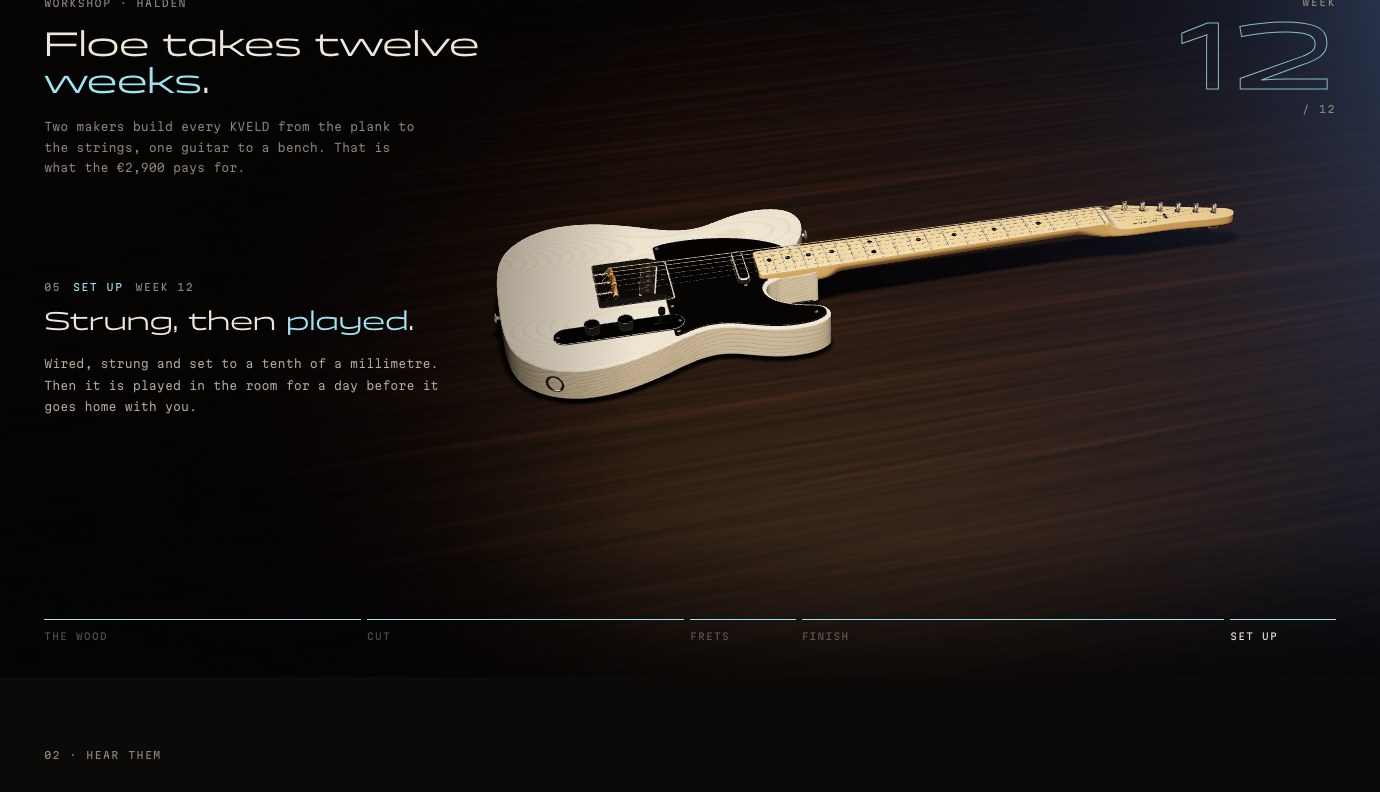 WORKSHOP · HALDEN
Floe takes twelve
weeks.
Two makers build every KVELD from the plank to
the strings, one guitar to a bench. That is
what the €2,900 pays for.
WEEK
12
/ 12
05 SET UP WEEK 12
Strung, then played.
Wired, strung and set to a tenth of a millimetre.
Then it is played in the room for a day before it
goes home with you.
THE WOOD
CUT
FRETS
FINISH
SET UP
02 · HEAR THEM